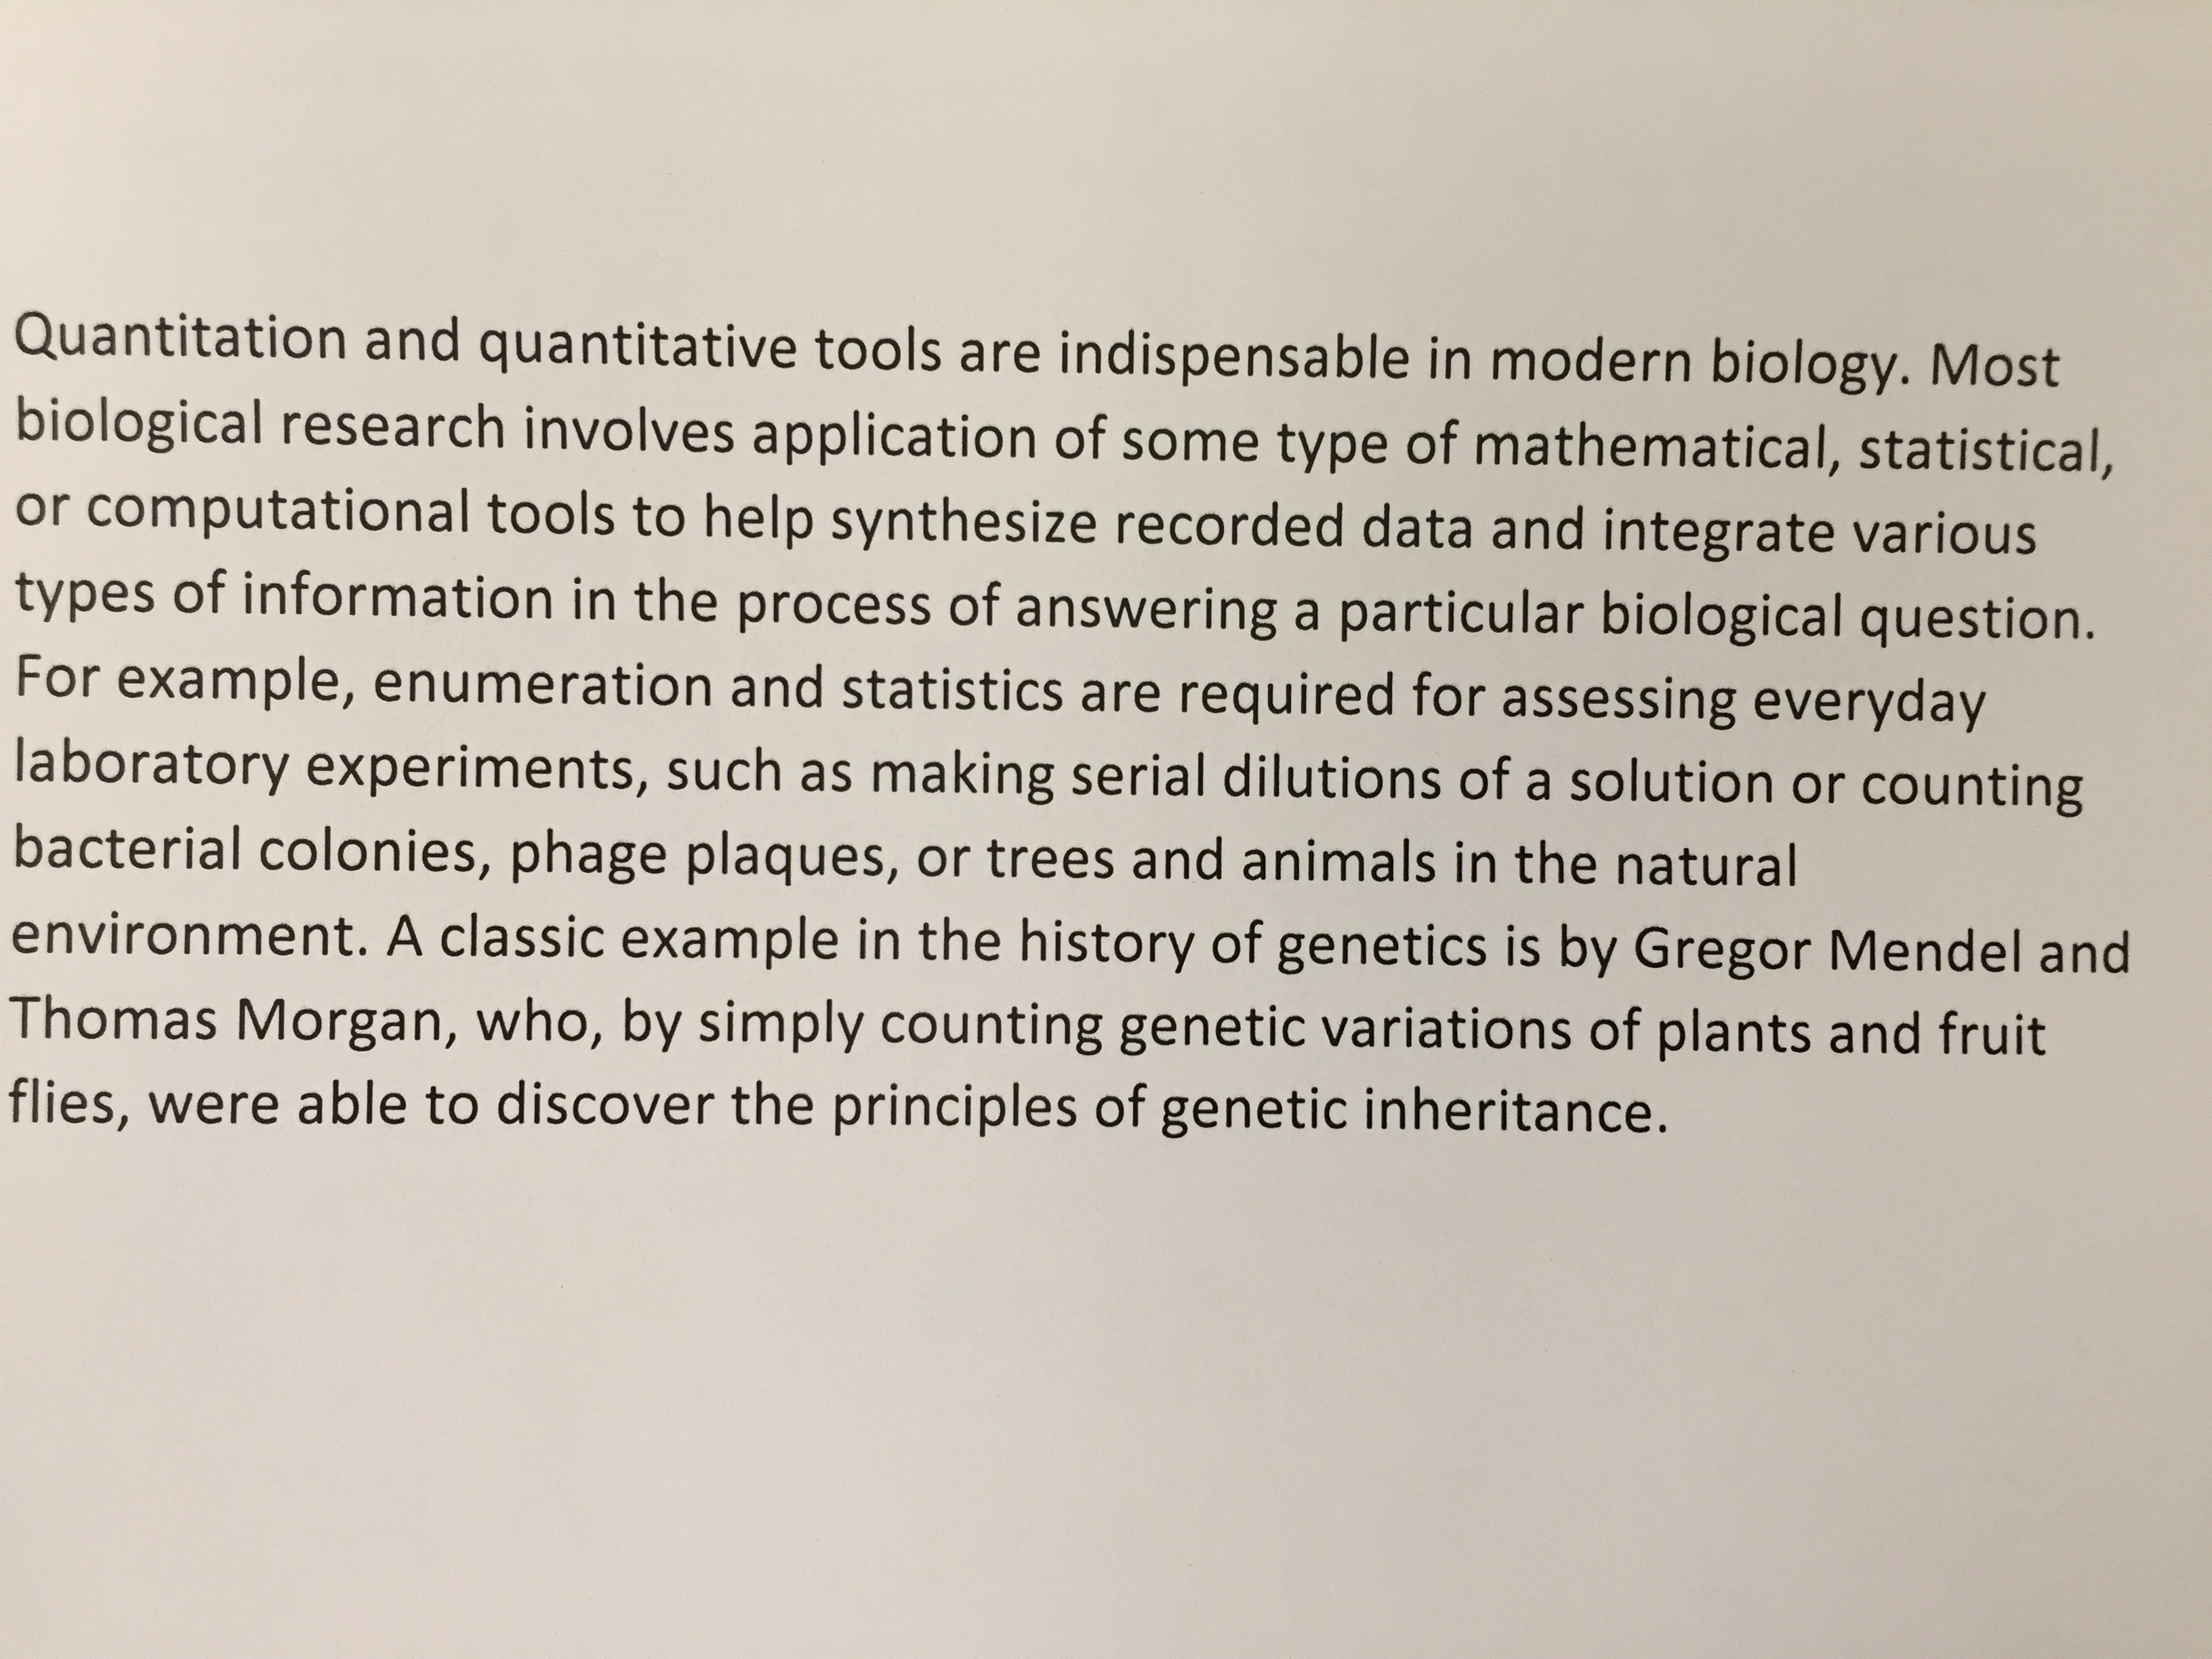 Quantitation and quantitative tools are indispensable in modern biology. Most
biological research involves application of some type of mathematical, statistical,
or computational tools to help synthesize recorded data and integrate various
types of information in the process of answering a particular biological question.
For example, enumeration and statistics are required for assessing everyday
laboratory experiments, such as making serial dilutions of a solution or counting
bacterial colonies, phage plaques, or trees and animals in the natural
environment. A classic example in the history of genetics is by Gregor Mendel and
Thomas Morgan, who, by simply counting genetic variations of plants and fruit
flies, were able to discover the principles of genetic inheritance.